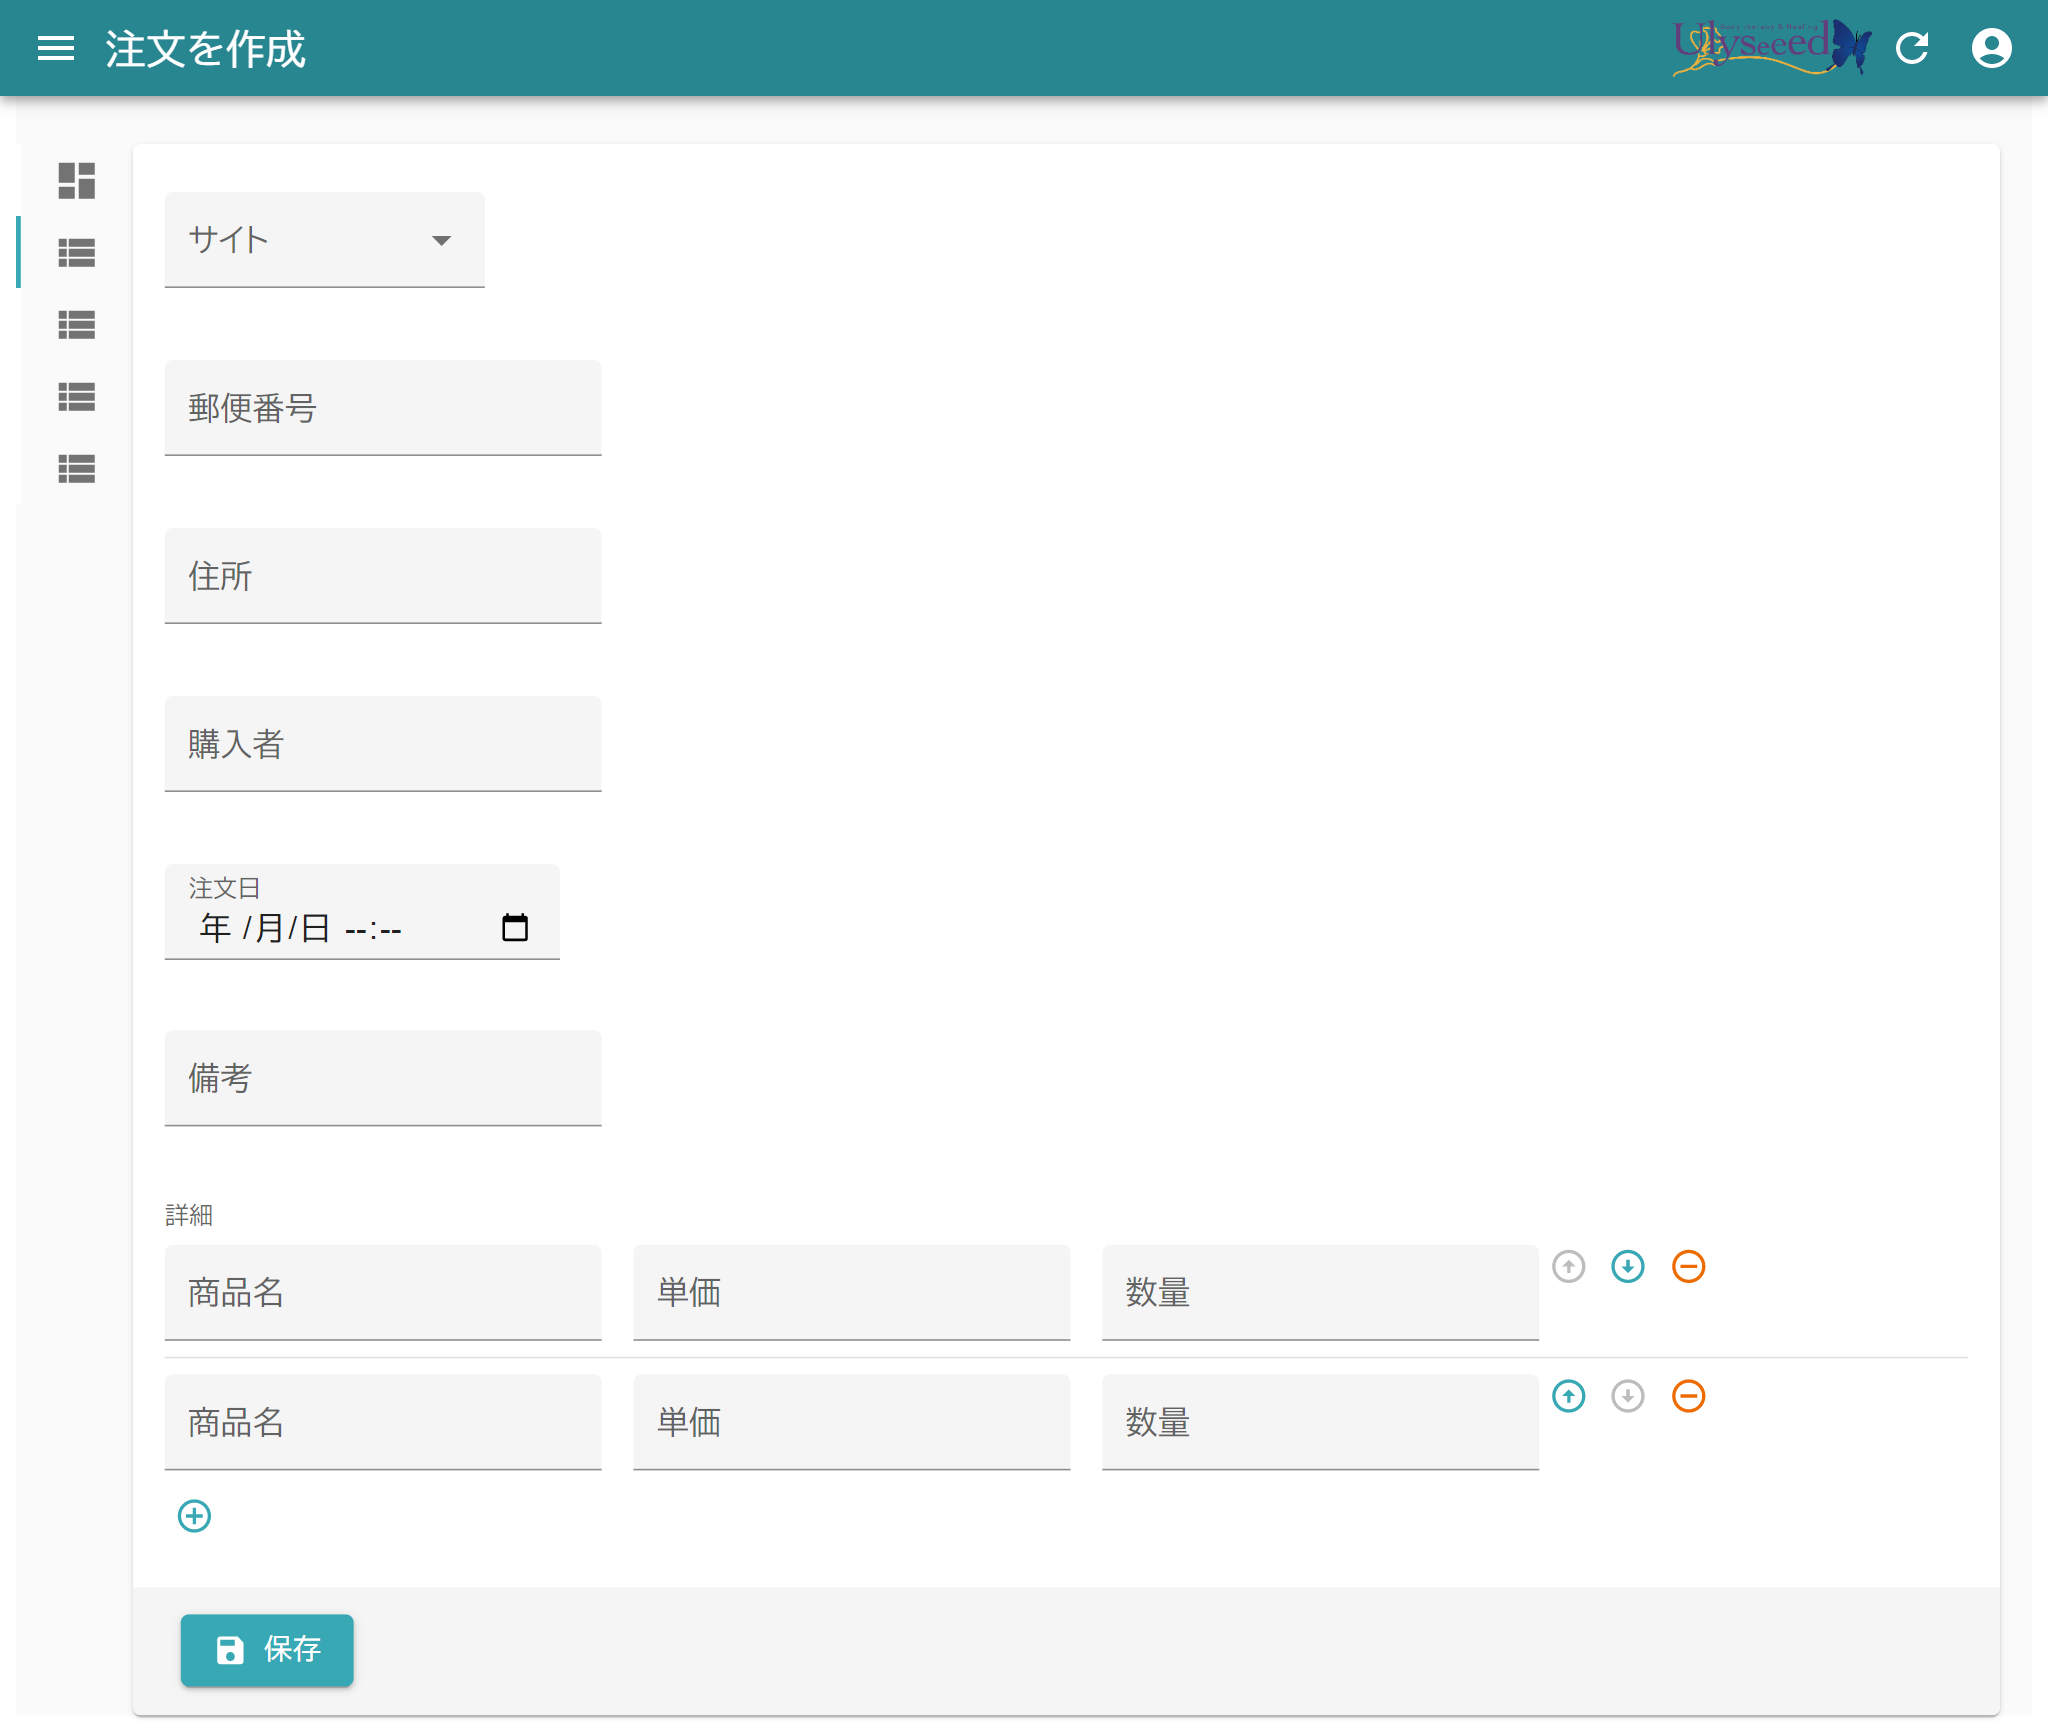 注文を作成
Ulyseeed
サイト
郵便番号
住所
購入者
注文日
年 /月/日 --:--
備考
詳細
商品名 単価 数量
商品名 単価 数量
保存